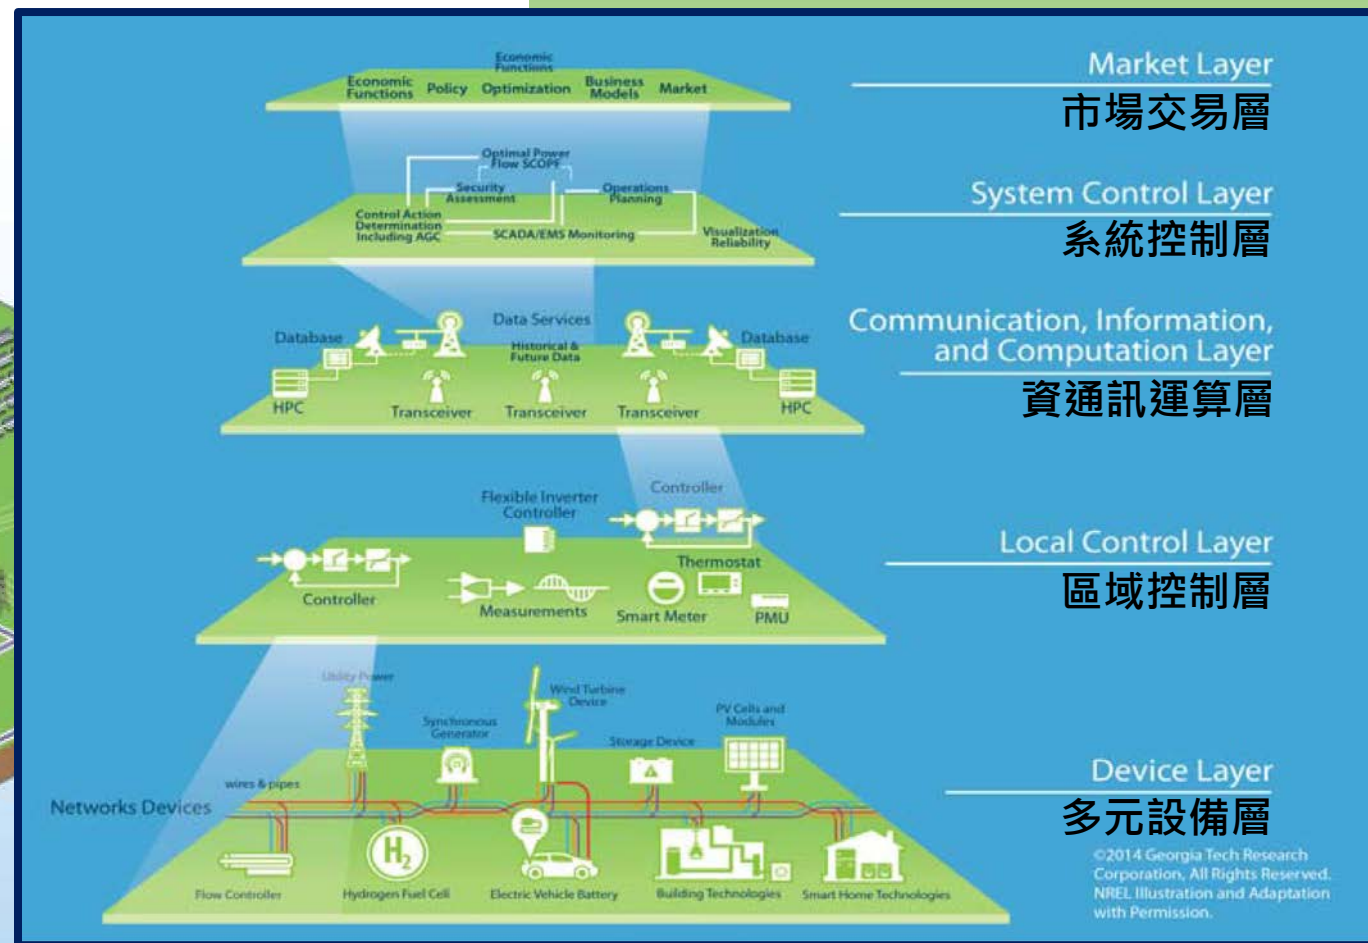 Economic
Functions
Economic
Functions
Policy
Optimization
Business
Models
Market
Market Layer
市場交易層
Optimal Power
Flow SCOPF
Security
Assessment
Operations
Planning
Control Action
Determination
Including AGC
SCADA/EMS Monitoring
Visualization
Reliability
System Control Layer
系統控制層
Data Services
Database
Historical &
Future Data
Database
HPC
Transceiver
Transceiver
Transceiver
HPC
Communication, Information,
and Computation Layer
資通訊運算層
Flexible Inverter
Controller
Controller
Thermostat
Controller
Measurements
Smart Meter
PMU
Local Control Layer
區域控制層
Utility Power
Wind Turbine
Device
Synchronous
Generator
Storage Device
PV Cells and
Modules
wires & pipes
Networks Devices
Flow Controller
H2
Hydrogen Fuel Cell
Electric Vehicle Battery
Building Technologies
Smart Home Technologies
Device Layer
多元設備層
©2014 Georgia Tech Research
Corporation, All Rights Reserved.
NREL Illustration and Adaptation
with Permission.